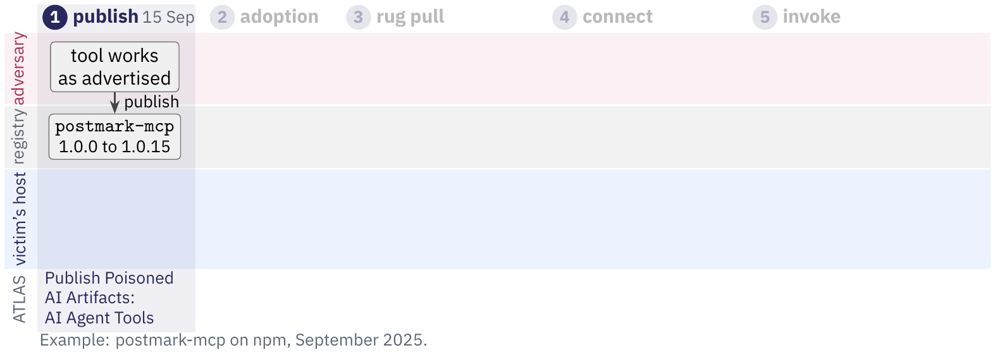 1 publish 15 Sep
2 adoption
3 rug pull
4 connect
5 invoke
adversary
tool works
as advertised
publish
registry
postmark-mcp
1.0.0 to 1.0.15
victim’s host
ATLAS
Publish Poisoned
AI Artifacts:
AI Agent Tools
Example: postmark-mcp on npm, September 2025.